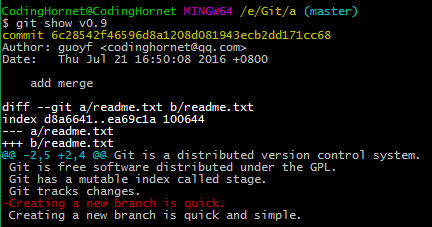 CodingHornet@CodingHornet MINGW64 /e/Git/a (master)
$ git show v0.9
commit 6c28542f46596d8a1208d081943ecb2dd171cc68
Author: guoyf <codinghornet@qq.com>
Date:   Thu Jul 21 16:50:08 2016 +0800

    add merge

diff --git a/readme.txt b/readme.txt
index d8a6641..ea69c1a 100644
--- a/readme.txt
+++ b/readme.txt
@@ -2,5 +2,4 @@ Git is a distributed version control system.
 Git is free software distributed under the GPL.
 Git has a mutable index called stage.
 Git tracks changes.
-Creating a new branch is quick.
 Creating a new branch is quick and simple.